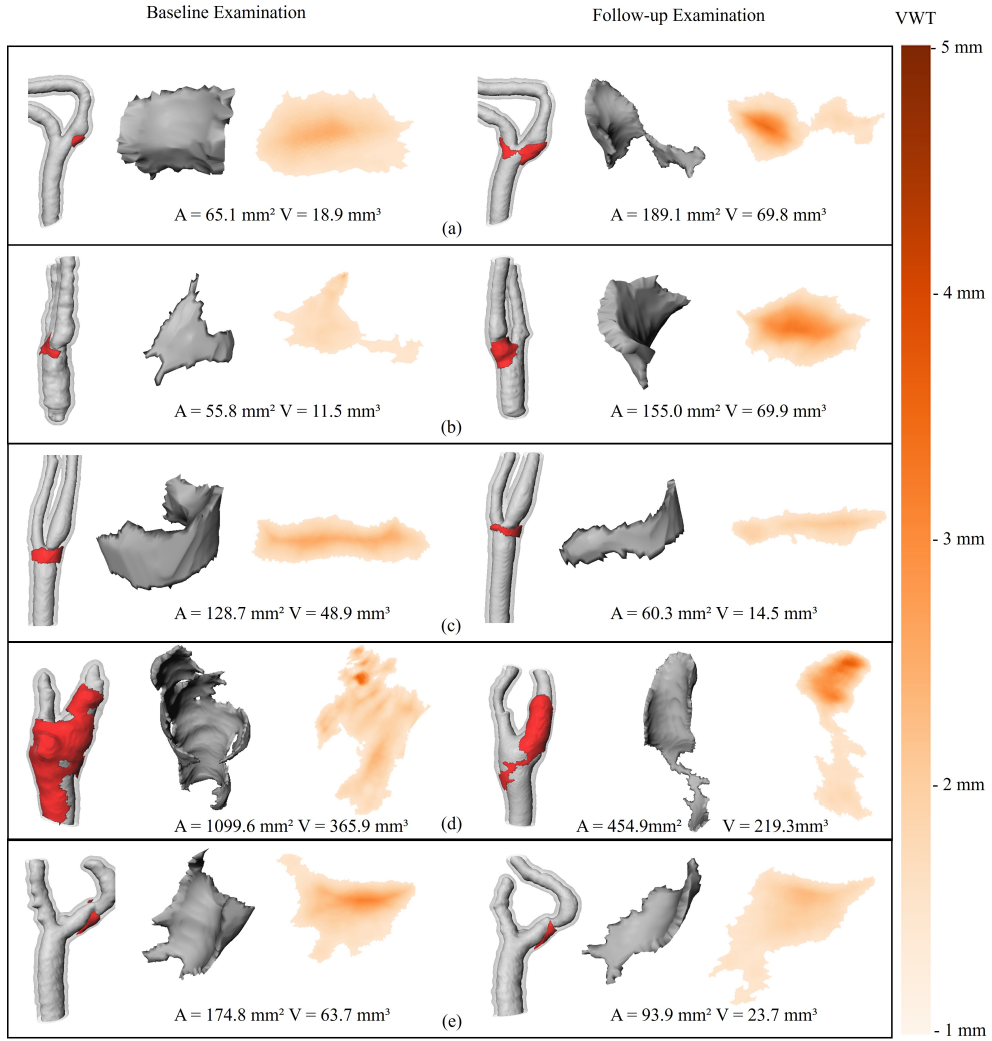 Baseline Examination
Follow-up Examination
VWT
- 5 mm
A = 65.1 mm² V = 18.9 mm³
A = 189.1 mm² V = 69.8 mm³
(a)
- 4 mm
A = 55.8 mm² V = 11.5 mm³
A = 155.0 mm² V = 69.9 mm³
(b)
- 3 mm
A = 128.7 mm² V = 48.9 mm³
A = 60.3 mm² V = 14.5 mm³
(c)
- 2 mm
A = 1099.6 mm² V = 365.9 mm³
(d)
A = 454.9mm² V = 219.3mm³
A = 174.8 mm² V = 63.7 mm³
(e)
A = 93.9 mm² V = 23.7 mm³
- 1 mm